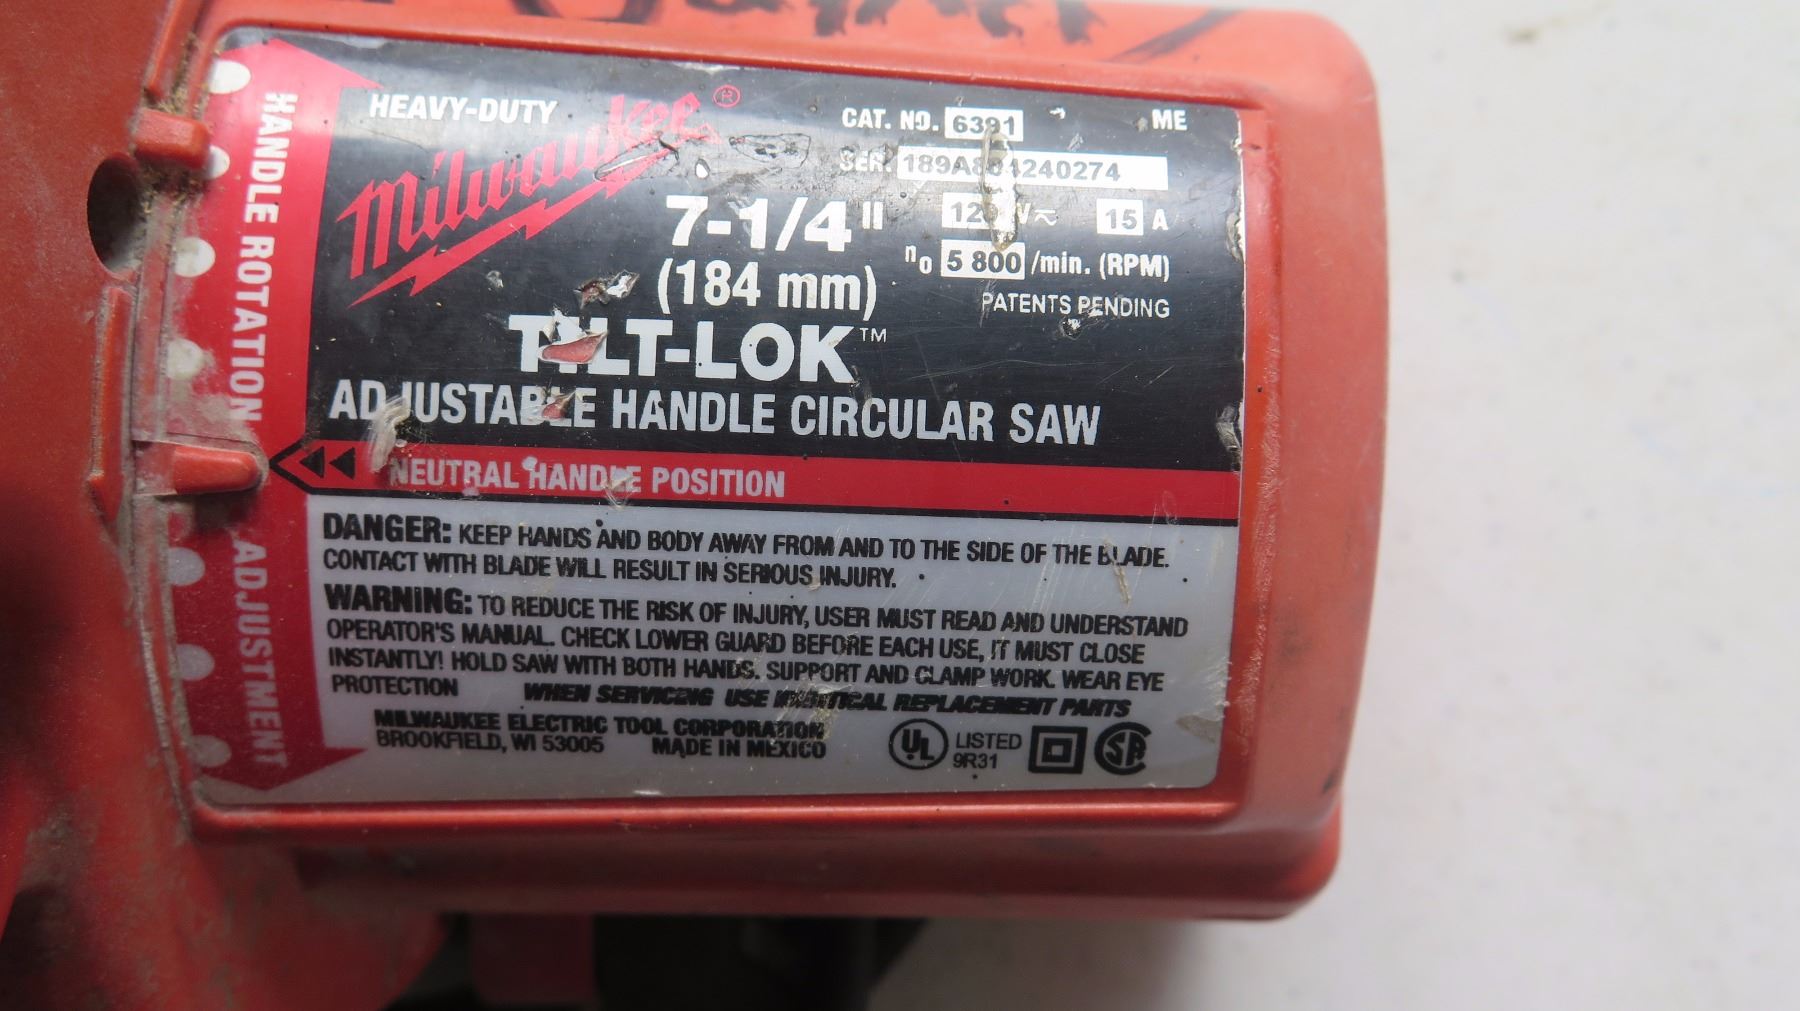 HEAVY-DUTY
Milwaukee ®
CAT. NO. 6391 ME
SER.
7-1/4"
(184 mm)
120 V 15 A
n0 5 800 /min. (RPM)
PATENTS PENDING
TILT-LOK™
ADJUSTABLE HANDLE CIRCULAR SAW
NEUTRAL HANDLE POSITION
HANDLE ROTATION ADJUSTMENT
DANGER: KEEP HANDS AND BODY AWAY FROM AND TO THE SIDE OF THE BLADE.
CONTACT WITH BLADE WILL RESULT IN SERIOUS INJURY.
WARNING: TO REDUCE THE RISK OF INJURY, USER MUST READ AND UNDERSTAND
OPERATOR'S MANUAL. CHECK LOWER GUARD BEFORE EACH USE, IT MUST CLOSE
INSTANTLY! HOLD SAW WITH BOTH HANDS. SUPPORT AND CLAMP WORK. WEAR EYE
PROTECTION WHEN SERVICING USE IDENTICAL REPLACEMENT PARTS
MILWAUKEE ELECTRIC TOOL CORPORATION
BROOKFIELD, WI 53005 MADE IN MEXICO
UL LISTED
9R31